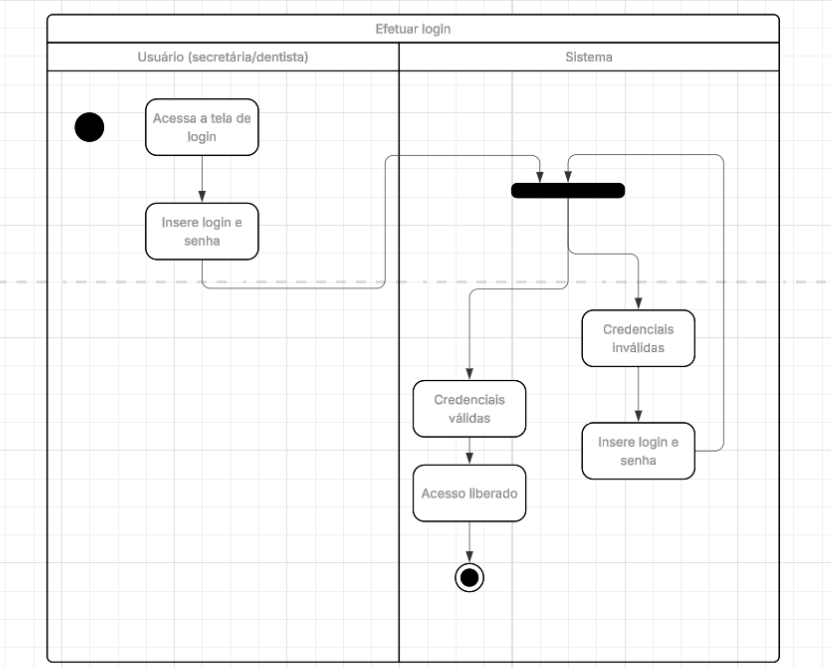 Efetuar login
Usuário (secretária/dentista)
Sistema
Acessa a tela de
login
Insere login e
senha
Credenciais
inválidas
Credenciais
válidas
Insere login e
senha
Acesso liberado